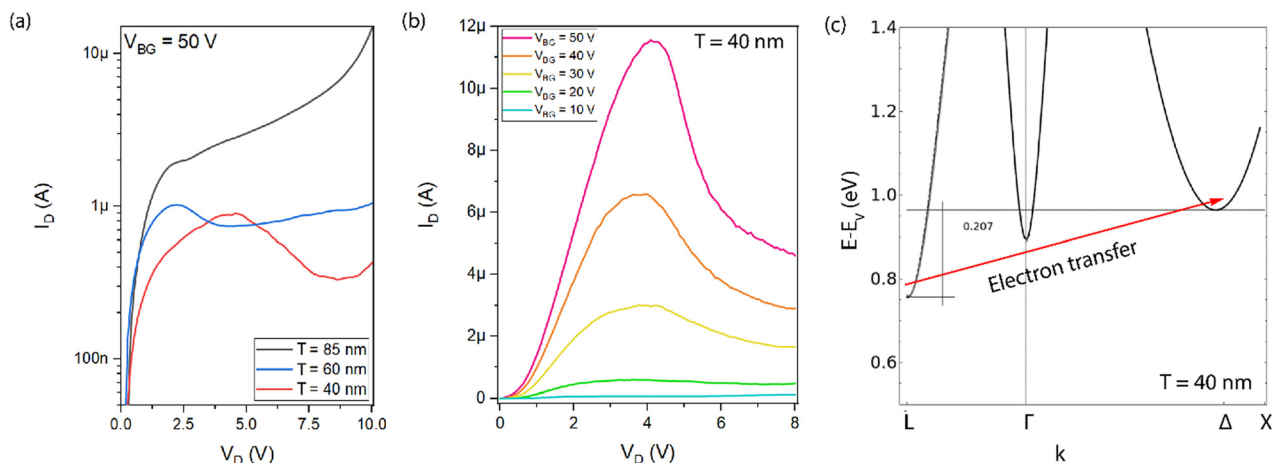 (a)
V_BG = 50 V
10µ
1µ
100n
I_D (A)
0.0 2.5 5.0 7.5 10.0
V_D (V)
T = 85 nm
T = 60 nm
T = 40 nm
(b)
T = 40 nm
V_BG = 50 V
V_BG = 40 V
V_BG = 30 V
V_BG = 20 V
V_BG = 10 V
12µ
10µ
8µ
6µ
4µ
2µ
0
I_D (A)
0 2 4 6 8
V_D (V)
(c)
1.4
1.2
1.0
0.8
0.6
E-E_V (eV)
0.207
Electron transfer
T = 40 nm
L Γ Δ X
k